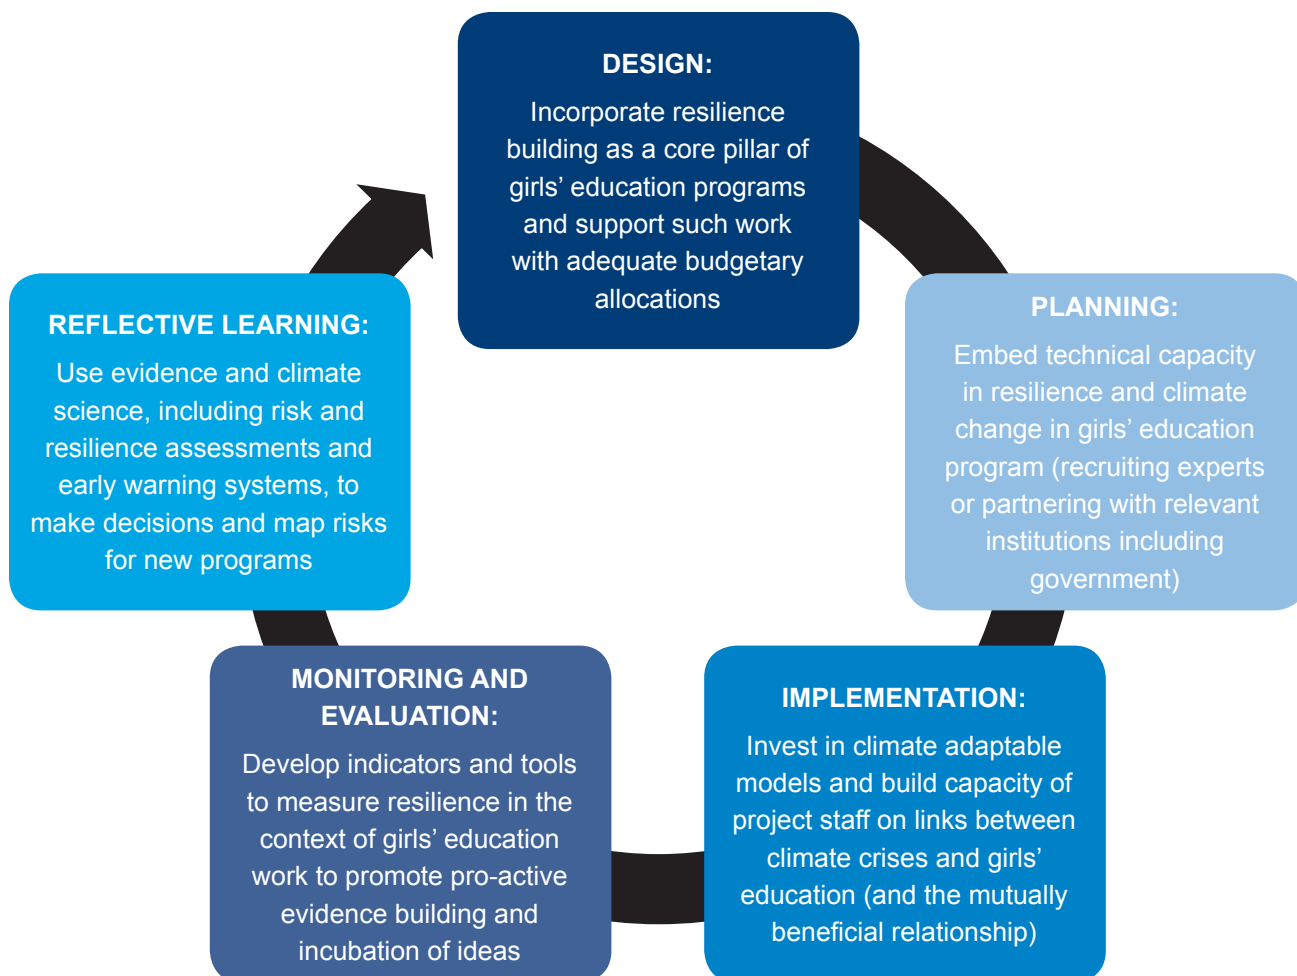 DESIGN:
Incorporate resilience
building as a core pillar of
girls’ education programs
and support such work
with adequate budgetary
allocations
PLANNING:
Embed technical capacity
in resilience and climate
change in girls’ education
program (recruiting experts
or partnering with relevant
institutions including
government)
IMPLEMENTATION:
Invest in climate adaptable
models and build capacity of
project staff on links between
climate crises and girls’
education (and the mutually
beneficial relationship)
MONITORING AND
EVALUATION:
Develop indicators and tools
to measure resilience in the
context of girls’ education
work to promote pro-active
evidence building and
incubation of ideas
REFLECTIVE LEARNING:
Use evidence and climate
science, including risk and
resilience assessments and
early warning systems, to
make decisions and map risks
for new programs